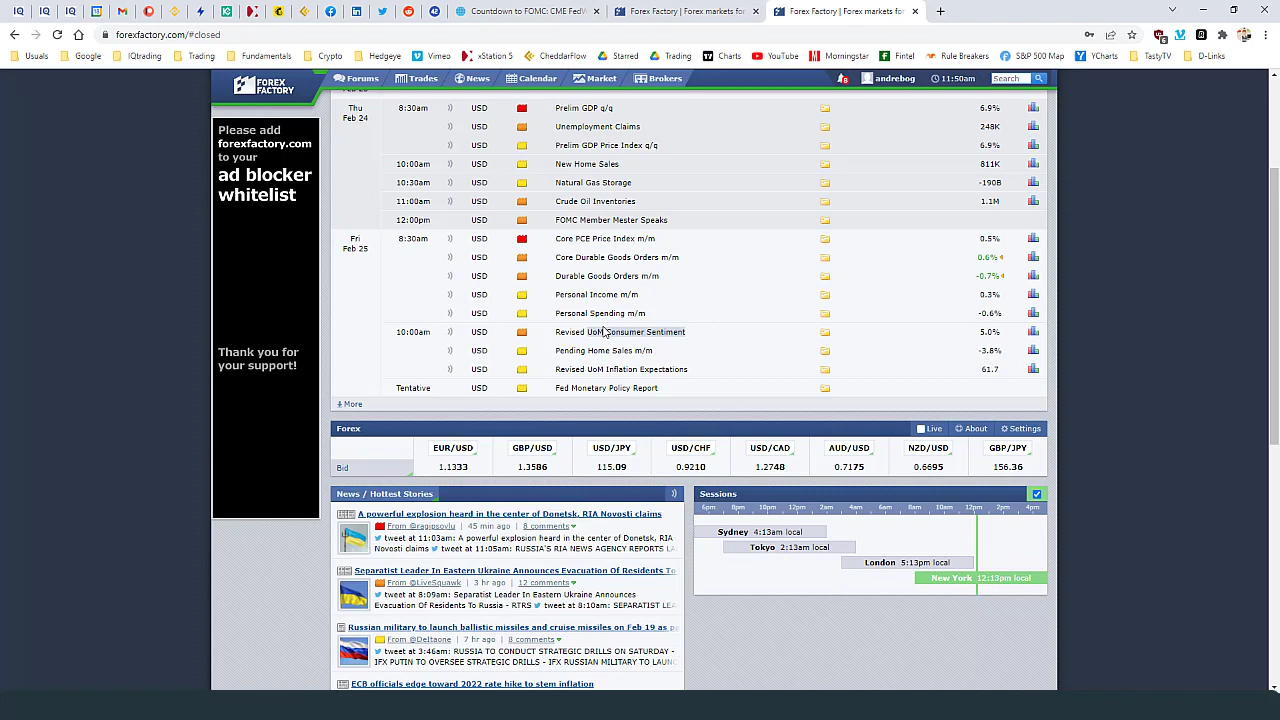 Countdown to FOMC: CME FedW
Forex Factory | Forex markets for
Forex Factory | Forex markets for
forexfactory.com/#closed
Usuals
Google
IQtrading
Trading
Fundamentals
Crypto
Hedgeye
Vimeo
xStation 5
CheddarFlow
Starred
Trading
Charts
YouTube
Morningstar
Fintel
Rule Breakers
S&P 500 Map
YCharts
TastyTV
D-Links
FOREX FACTORY
Forums
Trades
News
Calendar
Market
Brokers
andrebog
11:50am
Search
Please add
forexfactory.com
to your
ad blocker
whitelist
Thank you for
your support!
Thu Feb 24 8:30am USD Prelim GDP q/q 6.9%
USD Unemployment Claims 248K
USD Prelim GDP Price Index q/q 6.9%
10:00am USD New Home Sales 811K
10:30am USD Natural Gas Storage -190B
11:00am USD Crude Oil Inventories 1.1M
12:00pm USD FOMC Member Mester Speaks
Fri Feb 25 8:30am USD Core PCE Price Index m/m 0.5%
USD Core Durable Goods Orders m/m 0.6%
USD Durable Goods Orders m/m -0.7%
USD Personal Income m/m 0.3%
USD Personal Spending m/m -0.6%
10:00am USD Revised UoM Consumer Sentiment 5.0%
USD Pending Home Sales m/m -3.8%
USD Revised UoM Inflation Expectations 61.7
Tentative USD Fed Monetary Policy Report
More
Forex Live About Settings
EUR/USD GBP/USD USD/JPY USD/CHF USD/CAD AUD/USD NZD/USD GBP/JPY
Bid 1.1333 1.3586 115.09 0.9210 1.2748 0.7175 0.6695 156.36
News / Hottest Stories
A powerful explosion heard in the center of Donetsk, RIA Novosti claims
From @ragipsoylu | 45 min ago | 8 comments
tweet at 11:03am: A powerful explosion heard in the center of Donetsk, RIA
Novosti claims tweet at 11:05am: RUSSIA'S RIA NEWS AGENCY REPORTS LA
Separatist Leader In Eastern Ukraine Announces Evacuation Of Residents To
From @LiveSquawk | 3 hr ago | 12 comments
tweet at 8:09am: Separatist Leader In Eastern Ukraine Announces
Evacuation Of Residents To Russia - RTRS tweet at 8:10am: SEPARATIST LEA
Russian military to launch ballistic missiles and cruise missiles on Feb 19 as p
From @DeItaone | 7 hr ago | 8 comments
tweet at 3:46am: RUSSIA TO CONDUCT STRATEGIC DRILLS ON SATURDAY -
IFX PUTIN TO OVERSEE STRATEGIC DRILLS - IFX RUSSIAN MILITARY TO LAUNC
ECB officials edge toward 2022 rate hike to stem inflation
Sessions
6pm 8pm 10pm 12am 2am 4am 6am 8am 10am 12pm 2pm 4pm
Sydney 4:13am local
Tokyo 2:13am local
London 5:13pm local
New York 12:13pm local